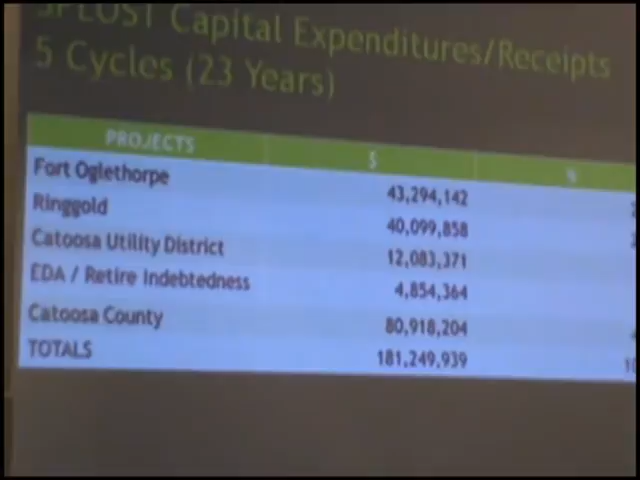 SPLOST Capital Expenditures/Receipts
5 Cycles (23 Years)
PROJECTS $ %
Fort Oglethorpe 43,294,142
Ringgold 40,099,858
Catoosa Utility District 12,083,371
EDA / Retire Indebtedness 4,854,364
Catoosa County 80,918,204
TOTALS 181,249,939